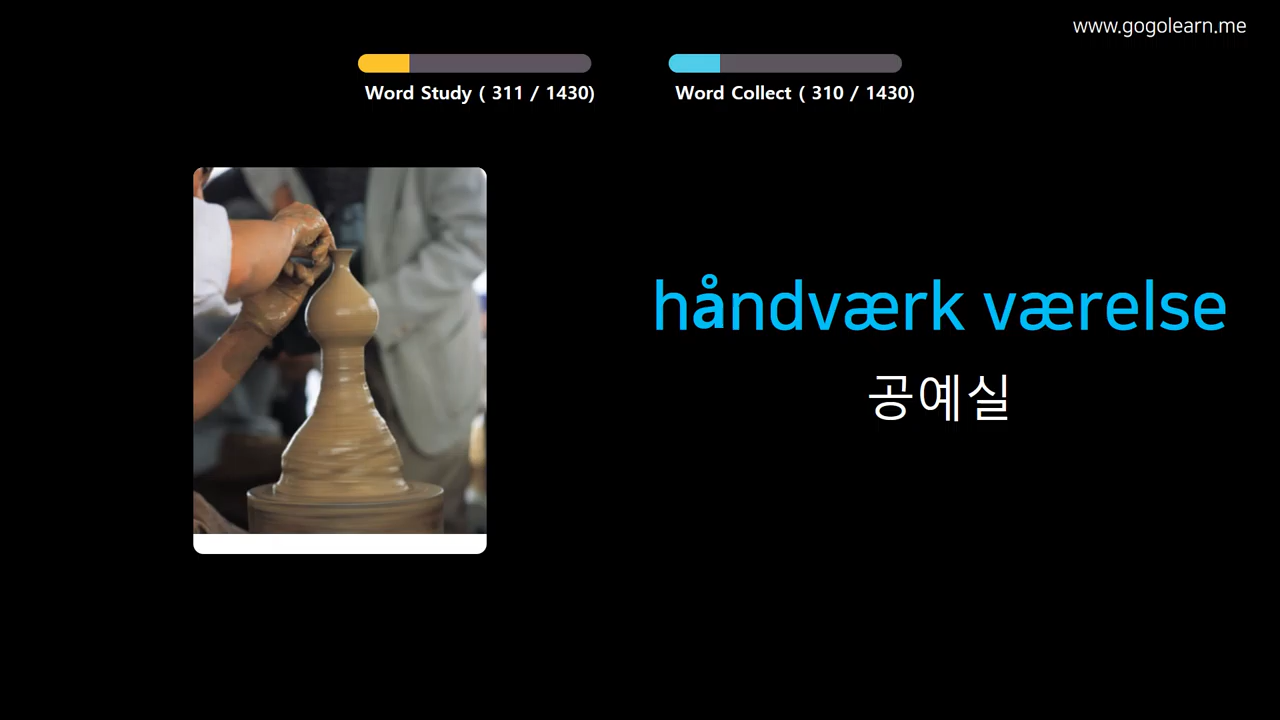 www.gogolearn.me
Word Study ( 311 / 1430)
Word Collect ( 310 / 1430)
håndværk værelse
공예실